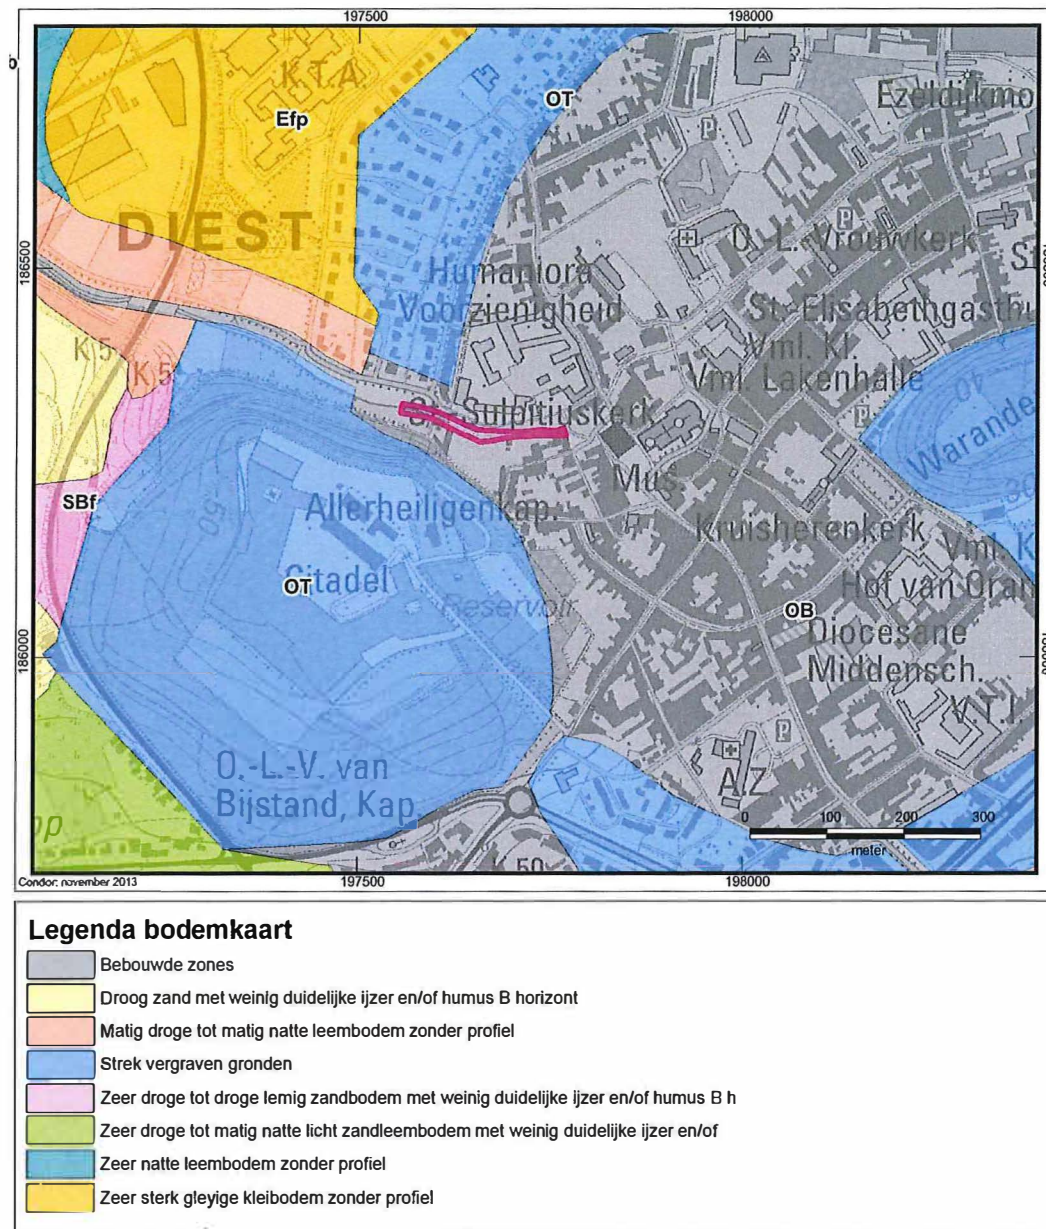 197500
198000
Ezeldijkmo
OT
K.T.A.
Efp
P
DIEST
P
O.-L.-Vrouwkerk
St
186500
Humaniora
Voorzienigheid
St.-Elisabethgasthu
K 5
Vml. Kl.
K 5
Vml. Lakenhalle
40
St.-Sulpitiuskerk
P
Warande
Mus.
SBf
Allerheiligenkap.
60
Kruisherenkerk
Vml. K
Citadel
OT
Reservoir
Hof van Oran
OB
Diocesane
Middensch.
186000
V.T.I.
P
O.-L.-V. van
Bijstand, Kap
A.Z
0 100 200 300
meter
K 50
Condor: november 2013
197500
198000
Legenda bodemkaart
Bebouwde zones
Droog zand met weinig duidelijke ijzer en/of humus B horizont
Matig droge tot matig natte leembodem zonder profiel
Strek vergraven gronden
Zeer droge tot droge lemig zandbodem met weinig duidelijke ijzer en/of humus B h
Zeer droge tot matig natte licht zandleembodem met weinig duidelijke ijzer en/of
Zeer natte leembodem zonder profiel
Zeer sterk gleyige kleibodem zonder profiel